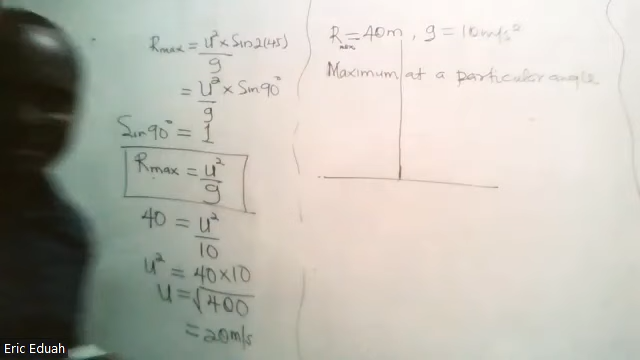 Rmax = u² × Sin2(45)
g
= u² × Sin90°
g
Sin90° = 1
Rmax = u²
g
40 = u²
10
u² = 40×10
u = √400
= 20m/s
R = 40m, g = 10m/s²
max
Maximum at a particular angle
Eric Eduah